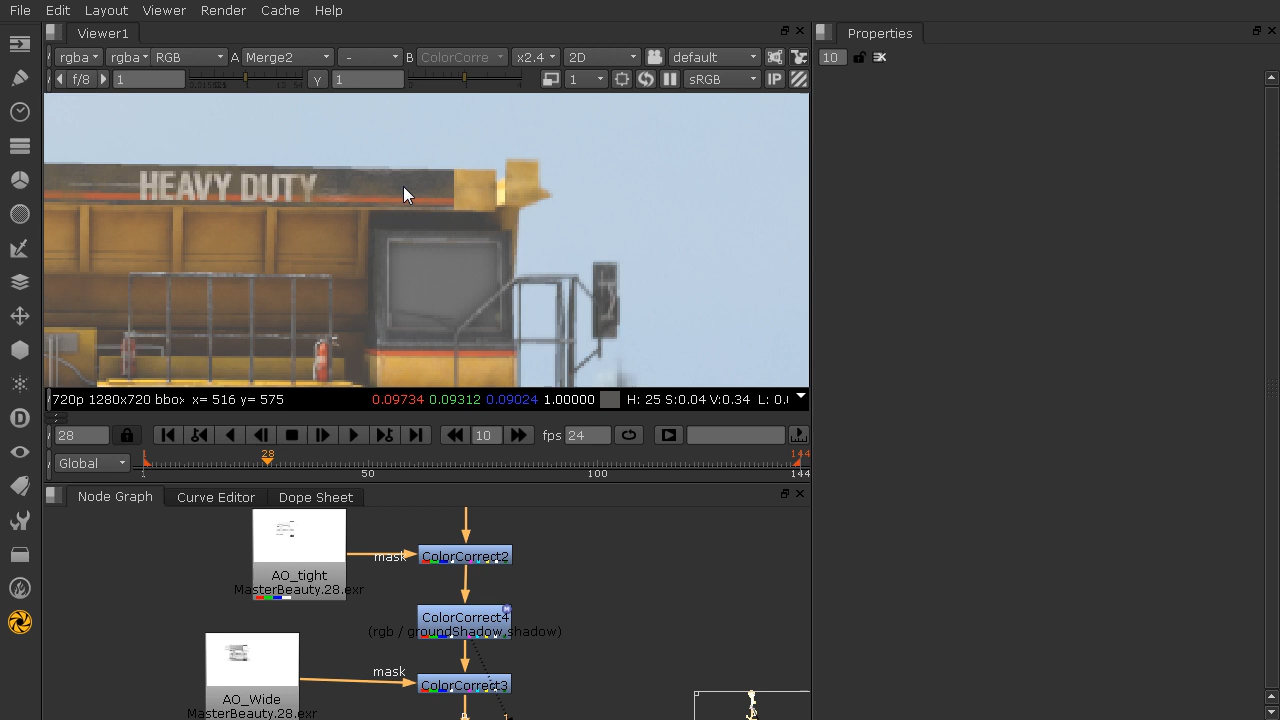 File Edit Layout Viewer Render Cache Help
Viewer1
Properties
rgba rgba RGB A Merge2 - B ColorCorre x2.4 2D default
10
f/8 1 Y 1 1 sRGB IP
HEAVY DUTY
720p 1280x720 bbox x= 516 y= 575 0.09734 0.09312 0.09024 1.00000 H: 25 S:0.04 V:0.34 L: 0.
28 10 fps 24
Global 1 28 50 100 144 144
Node Graph Curve Editor Dope Sheet
mask ColorCorrect2
AO_tight
MasterBeauty.28.exr
ColorCorrect4
(rgb / groundShadow.shadow)
mask
ColorCorrect3
AO_Wide
MasterBeauty.28.exr